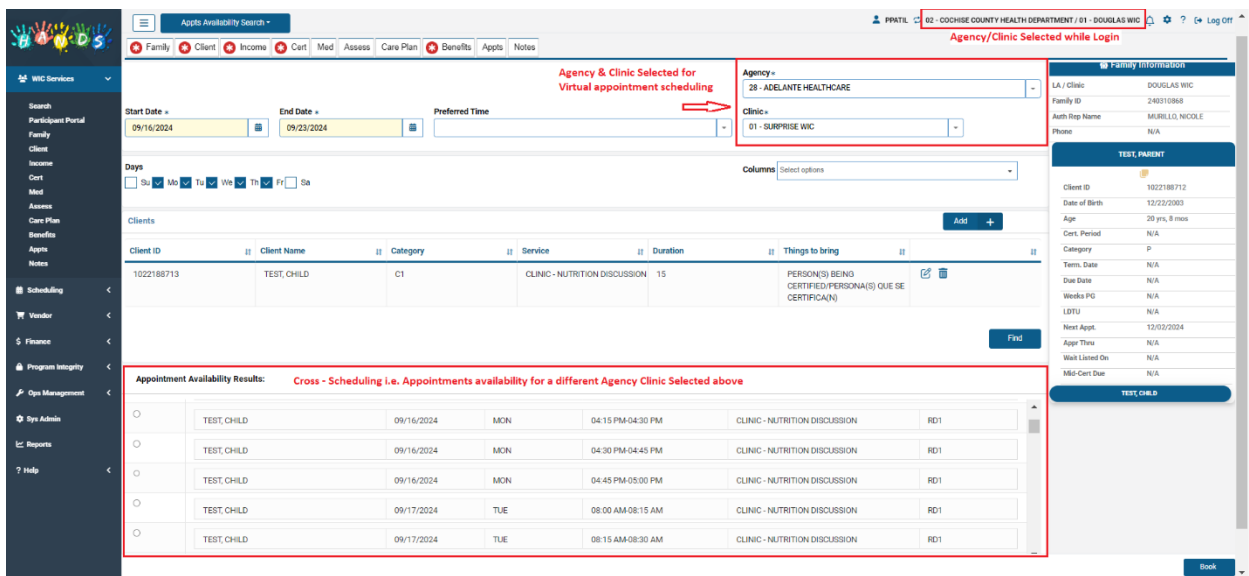 HANDS
Appts Availability Search
PPATIL
02 - COCHISE COUNTY HEALTH DEPARTMENT / 01 - DOUGLAS WIC
? Log Off
Agency/Clinic Selected while Login
Family Client Income Cert Med Assess Care Plan Benefits Appts Notes
WIC Services
Search
Participant Portal
Family
Client
Income
Cert
Med
Assess
Care Plan
Benefits
Appts
Notes
Scheduling
Vendor
$ Finance
Program Integrity
Ops Management
Sys Admin
Reports
? Help
Agency & Clinic Selected for
Virtual appointment scheduling
Agency*
28 - ADELANTE HEALTHCARE
Clinic*
01 - SURPRISE WIC
Start Date * End Date * Preferred Time
09/16/2024 09/23/2024
Days
Su Mo Tu We Th Fr Sa
Columns Select options
Clients
Add +
Client ID Client Name Category Service Duration Things to bring
1022188713 TEST, CHILD C1 CLINIC - NUTRITION DISCUSSION 15 PERSON(S) BEING
CERTIFIED/PERSONA(S) QUE SE
CERTIFICA(N)
Find
Appointment Availability Results:
Cross - Scheduling i.e. Appointments availability for a different Agency Clinic Selected above
TEST, CHILD 09/16/2024 MON 04:15 PM-04:30 PM CLINIC - NUTRITION DISCUSSION RD1
TEST, CHILD 09/16/2024 MON 04:30 PM-04:45 PM CLINIC - NUTRITION DISCUSSION RD1
TEST, CHILD 09/16/2024 MON 04:45 PM-05:00 PM CLINIC - NUTRITION DISCUSSION RD1
TEST, CHILD 09/17/2024 TUE 08:00 AM-08:15 AM CLINIC - NUTRITION DISCUSSION RD1
TEST, CHILD 09/17/2024 TUE 08:15 AM-08:30 AM CLINIC - NUTRITION DISCUSSION RD1
Family Information
LA / Clinic DOUGLAS WIC
Family ID 240310868
Auth Rep Name MURILLO, NICOLE
Phone N/A
TEST, PARENT
Client ID 1022188712
Date of Birth 12/22/2003
Age 20 yrs, 8 mos
Cert. Period N/A
Category P
Term. Date N/A
Due Date N/A
Weeks PG N/A
LDTU N/A
Next Appt. 12/02/2024
Appr Thru N/A
Wait Listed On N/A
Mid-Cert Due N/A
TEST, CHILD
Book